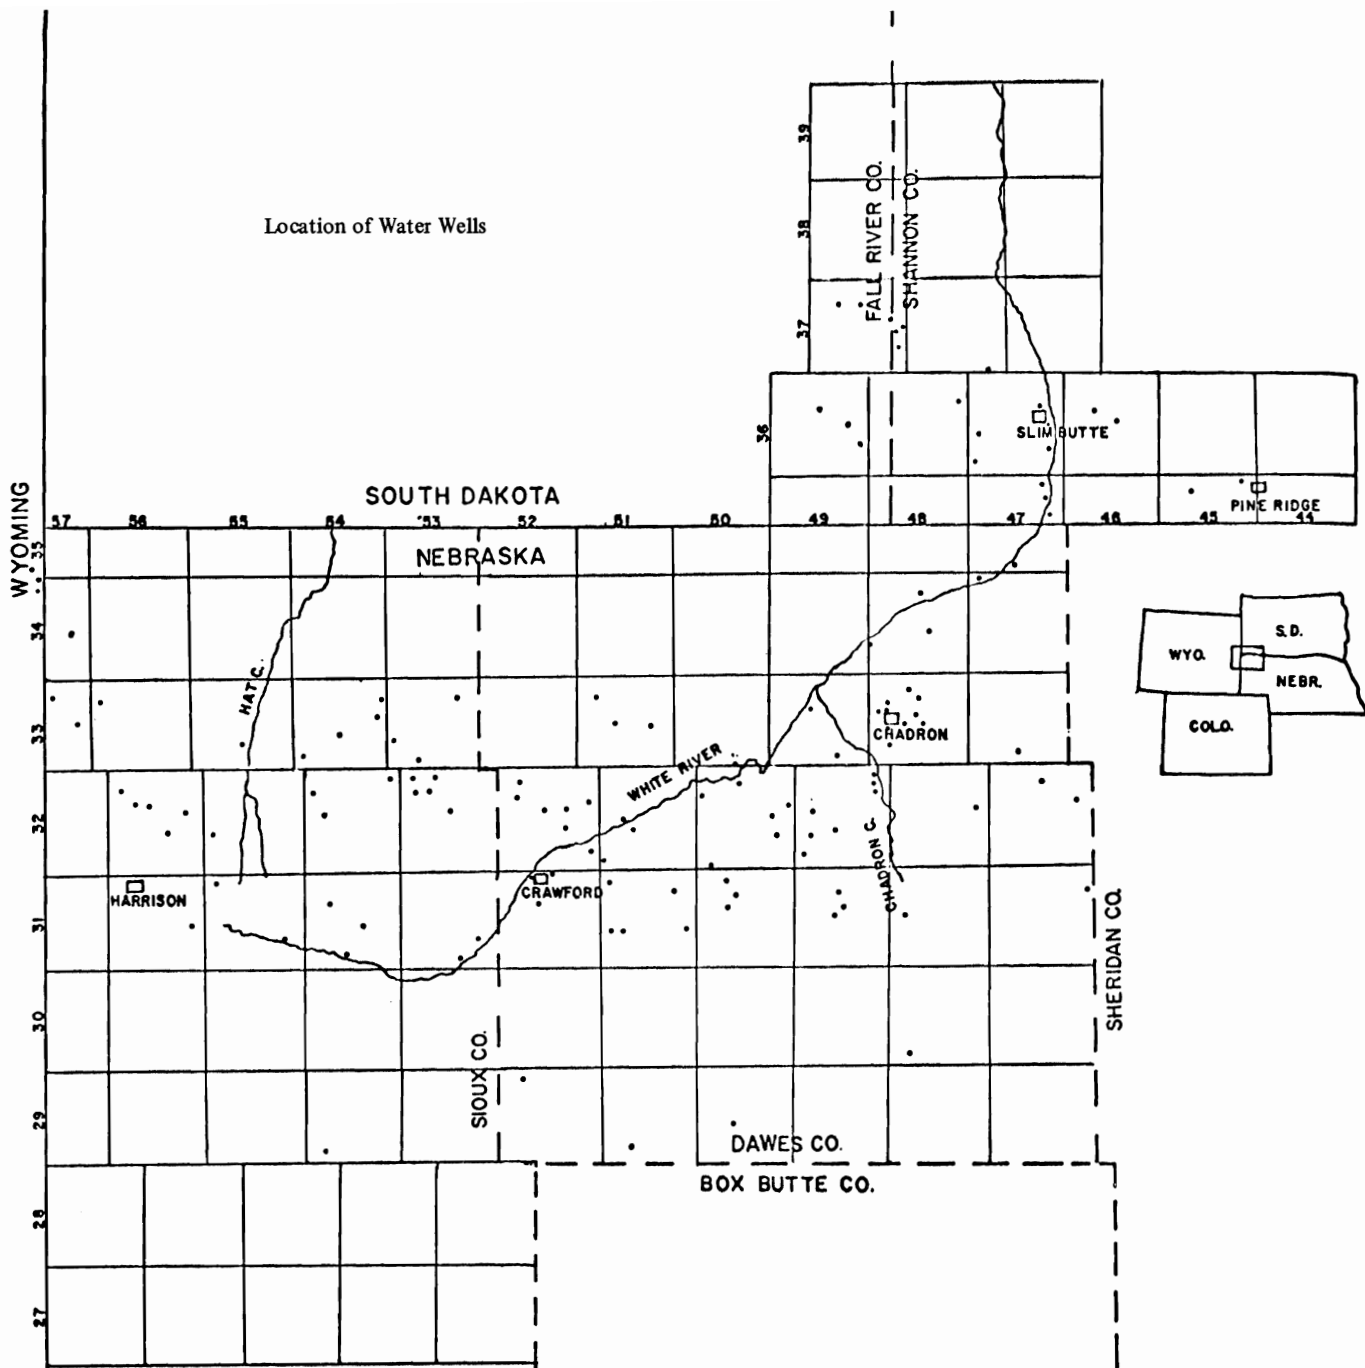 39
FALL RIVER CO.
SHANNON CO.
38
Location of Water Wells
37
36
SLIM BUTTE
WYOMING
SOUTH DAKOTA
PINE RIDGE
57 56 55 54 53 52 51 50 49 48 47 46 45 44
35
NEBRASKA
34
HAT C.
S.D.
WYO.
NEBR.
COLO.
33
CHADRON
WHITE RIVER
32
CHADRON C.
HARRISON
CRAWFORD
31
SHERIDAN CO.
30
SIOUX CO.
29
DAWES CO.
BOX BUTTE CO.
28
27